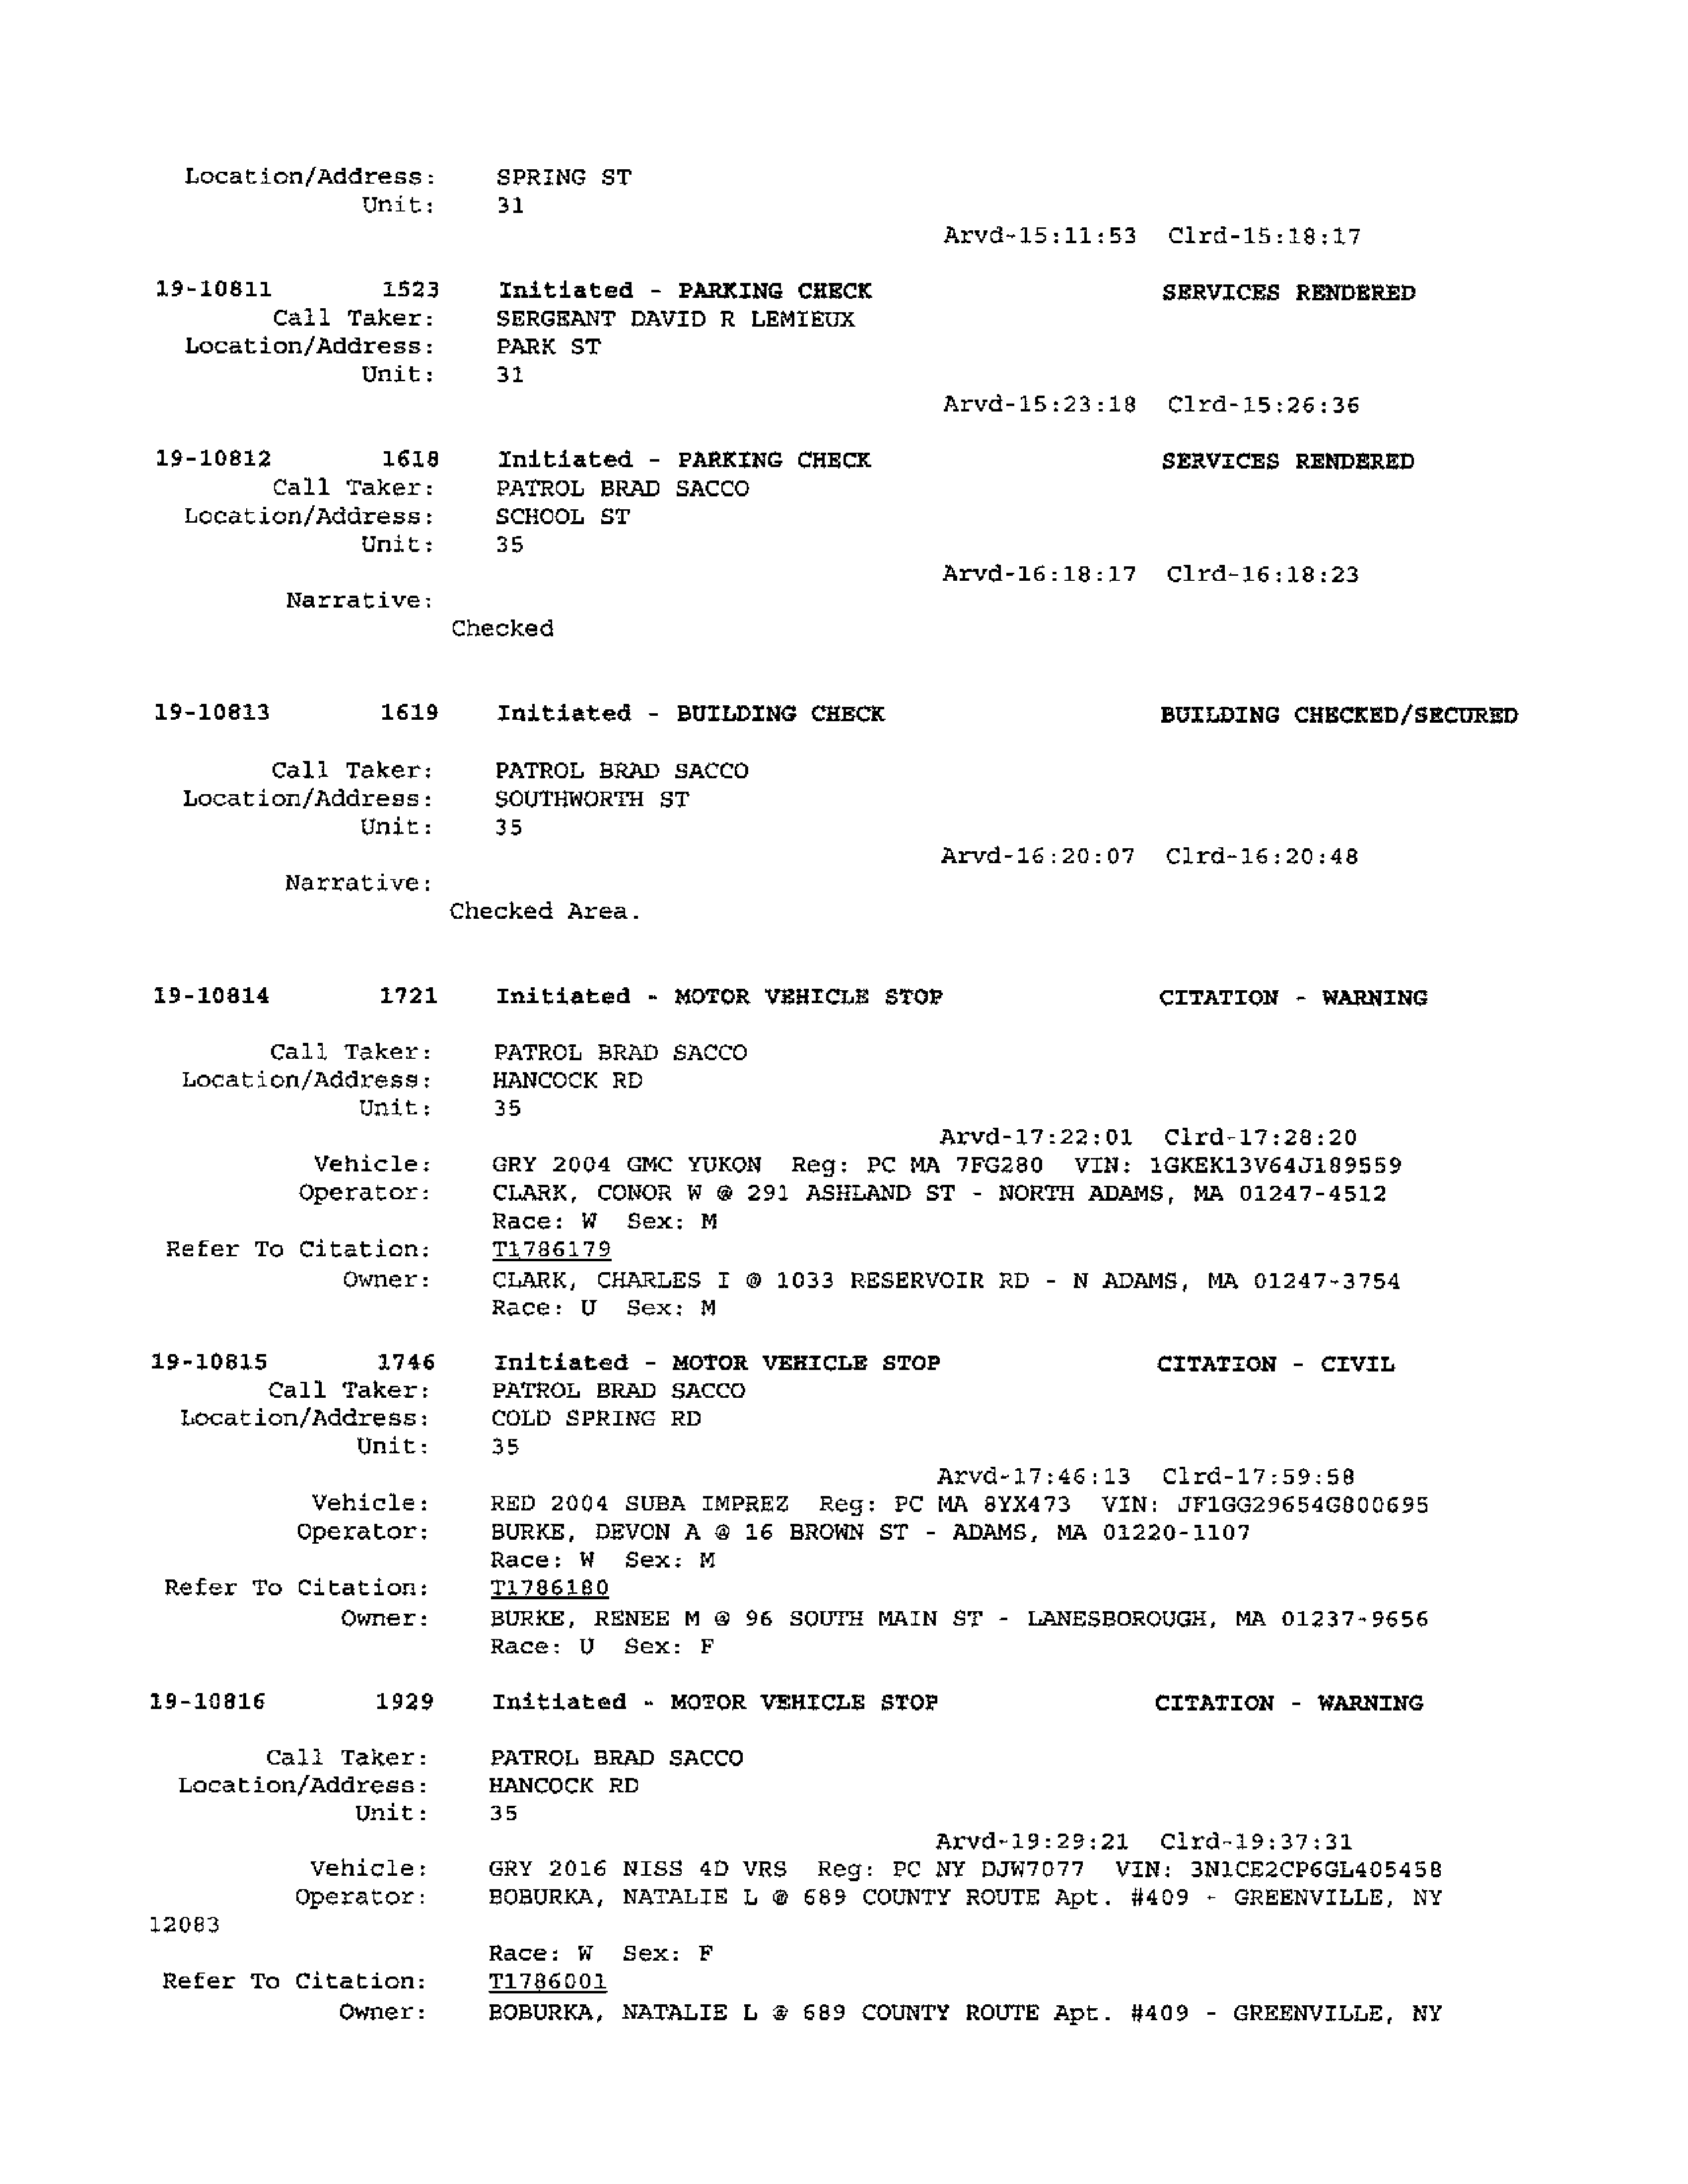 Location/Address: SPRING ST
Unit: 31
Arvd-15:11:53 Clrd-15:18:17
19-10811 1523 Initiated - PARKING CHECK SERVICES RENDERED
Call Taker: SERGEANT DAVID R LEMIEUX
Location/Address: PARK ST
Unit: 31
Arvd-15:23:18 Clrd-15:26:36
19-10812 1618 Initiated - PARKING CHECK SERVICES RENDERED
Call Taker: PATROL BRAD SACCO
Location/Address: SCHOOL ST
Unit: 35
Arvd-16:18:17 Clrd-16:18:23
Narrative:
Checked
19-10813 1619 Initiated - BUILDING CHECK BUILDING CHECKED/SECURED
Call Taker: PATROL BRAD SACCO
Location/Address: SOUTHWORTH ST
Unit: 35
Arvd-16:20:07 Clrd-16:20:48
Narrative:
Checked Area.
19-10814 1721 Initiated - MOTOR VEHICLE STOP CITATION - WARNING
Call Taker: PATROL BRAD SACCO
Location/Address: HANCOCK RD
Unit: 35
Arvd-17:22:01 Clrd-17:28:20
Vehicle: GRY 2004 GMC YUKON Reg: PC MA 7FG280 VIN: 1GKEK13V64J189559
Operator: CLARK, CONOR W @ 291 ASHLAND ST - NORTH ADAMS, MA 01247-4512
Race: W Sex: M
Refer To Citation: T1786179
Owner: CLARK, CHARLES I @ 1033 RESERVOIR RD - N ADAMS, MA 01247-3754
Race: U Sex: M
19-10815 1746 Initiated - MOTOR VEHICLE STOP CITATION - CIVIL
Call Taker: PATROL BRAD SACCO
Location/Address: COLD SPRING RD
Unit: 35
Arvd-17:46:13 Clrd-17:59:58
Vehicle: RED 2004 SUBA IMPREZ Reg: PC MA 8YX473 VIN: JF1GG29654G800695
Operator: BURKE, DEVON A @ 16 BROWN ST - ADAMS, MA 01220-1107
Race: W Sex: M
Refer To Citation: T1786180
Owner: BURKE, RENEE M @ 96 SOUTH MAIN ST - LANESBOROUGH, MA 01237-9656
Race: U Sex: F
19-10816 1929 Initiated - MOTOR VEHICLE STOP CITATION - WARNING
Call Taker: PATROL BRAD SACCO
Location/Address: HANCOCK RD
Unit: 35
Arvd-19:29:21 Clrd-19:37:31
Vehicle: GRY 2016 NISS 4D VRS Reg: PC NY DJW7077 VIN: 3N1CE2CP6GL405458
Operator: BOBURKA, NATALIE L @ 689 COUNTY ROUTE Apt. #409 - GREENVILLE, NY
12083
Race: W Sex: F
Refer To Citation: T1786001
Owner: BOBURKA, NATALIE L @ 689 COUNTY ROUTE Apt. #409 - GREENVILLE, NY